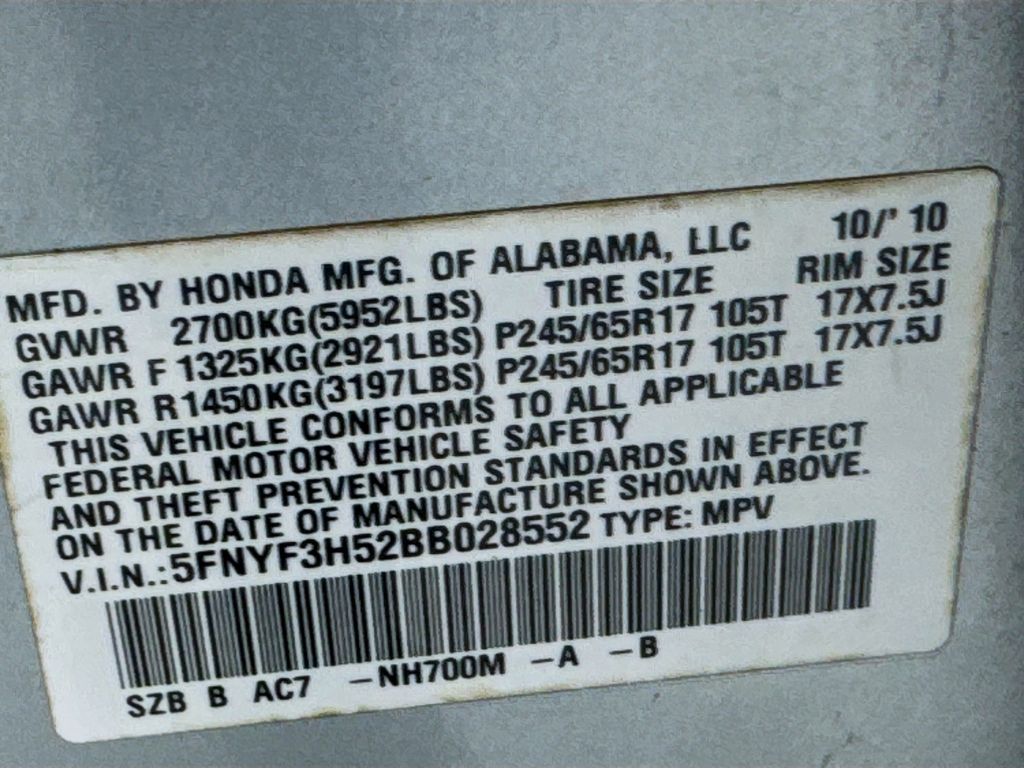 MFD. BY HONDA MFG. OF ALABAMA, LLC 10/' 10
GVWR 2700KG(5952LBS) TIRE SIZE RIM SIZE
GAWR F 1325KG(2921LBS) P245/65R17 105T 17X7.5J
GAWR R1450KG(3197LBS) P245/65R17 105T 17X7.5J
THIS VEHICLE CONFORMS TO ALL APPLICABLE
FEDERAL MOTOR VEHICLE SAFETY
AND THEFT PREVENTION STANDARDS IN EFFECT
ON THE DATE OF MANUFACTURE SHOWN ABOVE.
V.I.N.:5FNYF3H52BB028552 TYPE: MPV
SZB B AC7 -NH700M -A -B